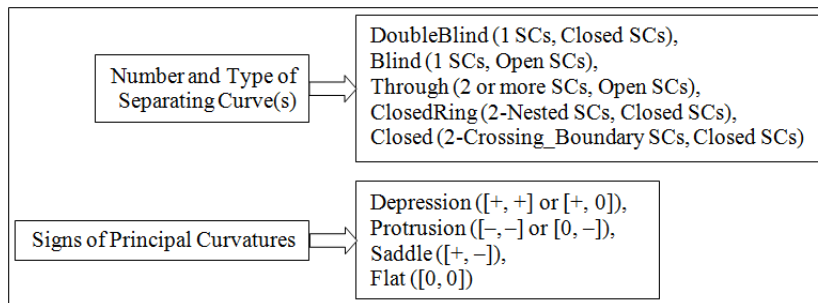 Number and Type of
Separating Curve(s)
DoubleBlind (1 SCs, Closed SCs),
Blind (1 SCs, Open SCs),
Through (2 or more SCs, Open SCs),
ClosedRing (2-Nested SCs, Closed SCs),
Closed (2-Crossing_Boundary SCs, Closed SCs)
Signs of Principal Curvatures
Depression ([+, +] or [+, 0]),
Protrusion ([−, −] or [0, −]),
Saddle ([+, −]),
Flat ([0, 0])